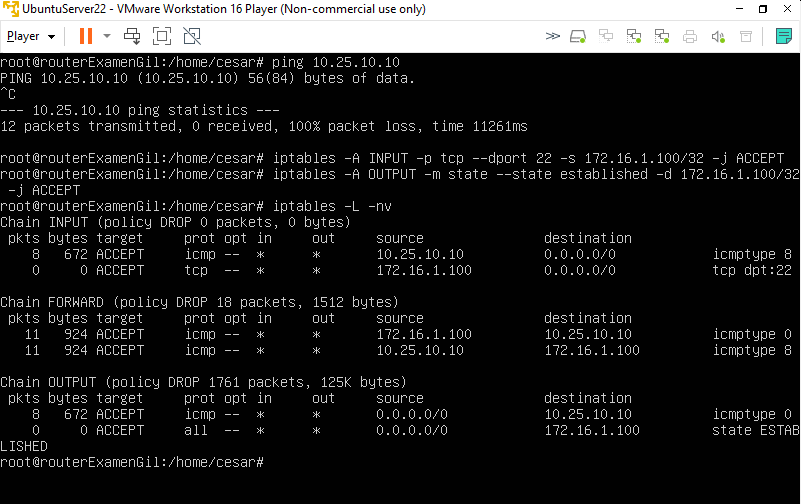 UbuntuServer22 - VMware Workstation 16 Player (Non-commercial use only)
Player
root@routerExamenGil:/home/cesar# ping 10.25.10.10
PING 10.25.10.10 (10.25.10.10) 56(84) bytes of data.
^C
--- 10.25.10.10 ping statistics ---
12 packets transmitted, 0 received, 100% packet loss, time 11261ms
root@routerExamenGil:/home/cesar# iptables -A INPUT -p tcp --dport 22 -s 172.16.1.100/32 -j ACCEPT
root@routerExamenGil:/home/cesar# iptables -A OUTPUT -m state --state established -d 172.16.1.100/32
 -j ACCEPT
root@routerExamenGil:/home/cesar# iptables -L -nv
Chain INPUT (policy DROP 0 packets, 0 bytes)
 pkts bytes target     prot opt in     out     source               destination
    8   672 ACCEPT     icmp --  *      *       10.25.10.10          0.0.0.0/0            icmptype 8
    0     0 ACCEPT     tcp  --  *      *       172.16.1.100         0.0.0.0/0            tcp dpt:22
Chain FORWARD (policy DROP 18 packets, 1512 bytes)
 pkts bytes target     prot opt in     out     source               destination
   11   924 ACCEPT     icmp --  *      *       172.16.1.100         10.25.10.10          icmptype 0
   11   924 ACCEPT     icmp --  *      *       10.25.10.10          172.16.1.100         icmptype 8
Chain OUTPUT (policy DROP 1761 packets, 125K bytes)
 pkts bytes target     prot opt in     out     source               destination
    8   672 ACCEPT     icmp --  *      *       0.0.0.0/0            10.25.10.10          icmptype 0
    0     0 ACCEPT     all  --  *      *       0.0.0.0/0            172.16.1.100         state ESTAB
LISHED
root@routerExamenGil:/home/cesar#